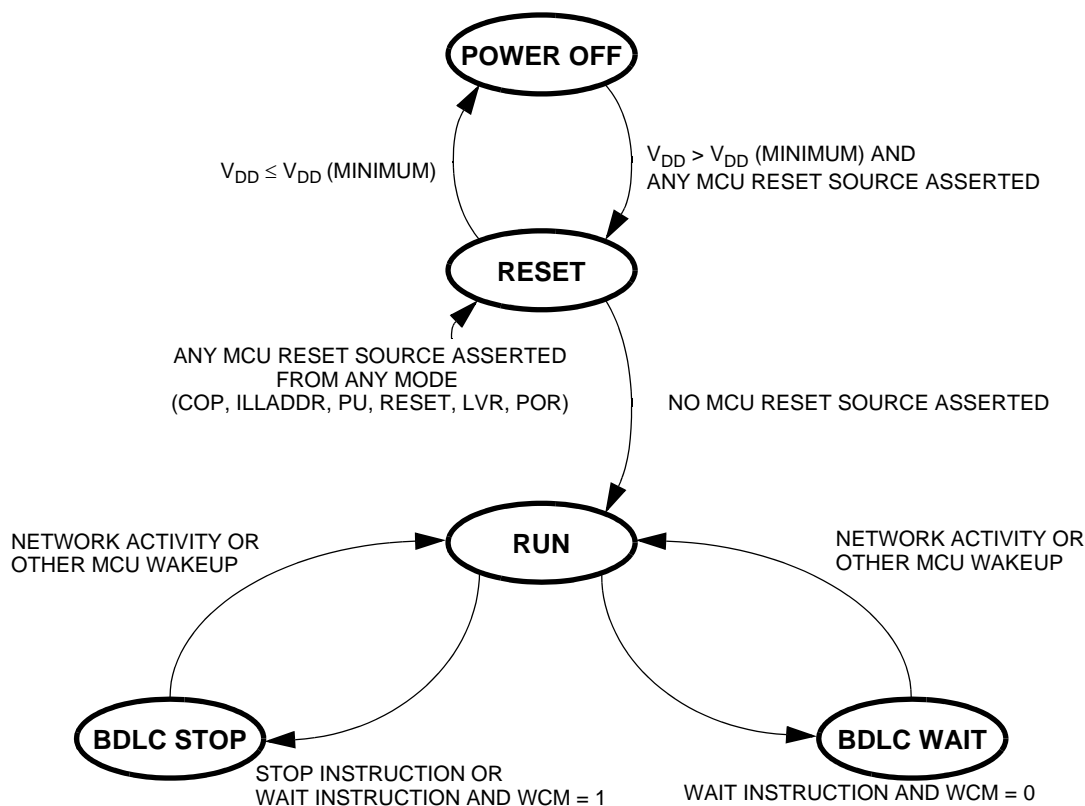 POWER OFF
V_DD ≤ V_DD (MINIMUM)
V_DD > V_DD (MINIMUM) AND
ANY MCU RESET SOURCE ASSERTED
RESET
ANY MCU RESET SOURCE ASSERTED
FROM ANY MODE
(COP, ILLADDR, PU, RESET, LVR, POR)
NO MCU RESET SOURCE ASSERTED
NETWORK ACTIVITY OR
OTHER MCU WAKEUP
RUN
NETWORK ACTIVITY OR
OTHER MCU WAKEUP
BDLC STOP
BDLC WAIT
STOP INSTRUCTION OR
WAIT INSTRUCTION AND WCM = 1
WAIT INSTRUCTION AND WCM = 0